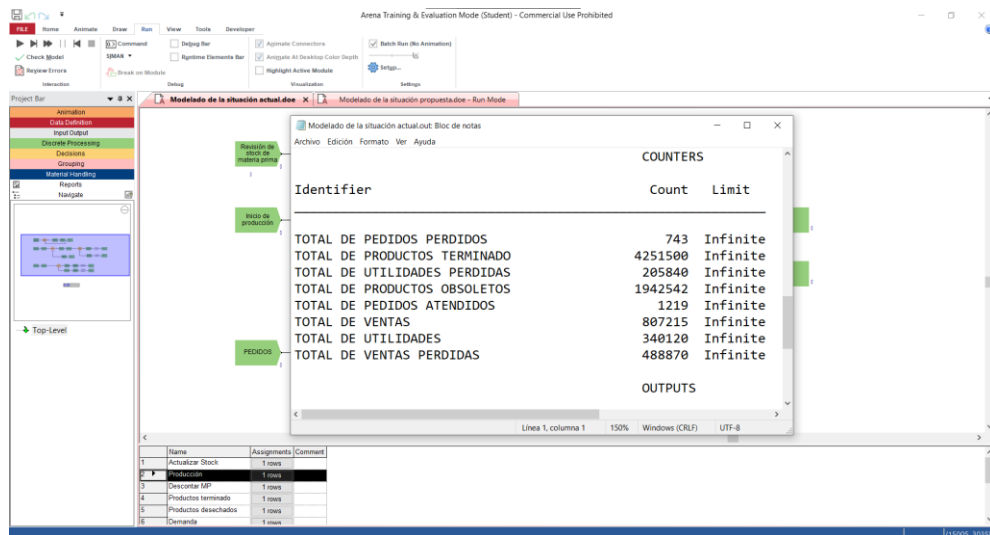 Arena Training & Evaluation Mode (Student) - Commercial Use Prohibited
FILE Home Animate Draw Run View Tools Developer
Command Debug Bar Animate Connectors Batch Run (No Animation)
Check Model SIMAN Runtime Elements Bar Animate At Desktop Color Depth
Review Errors Break on Module Highlight Active Module Setup...
Interaction Debug Visualization Settings
Project Bar Modelado de la situación actual.doe Modelado de la situación propuesta.doe - Run Mode
Animation
Data Definition
Input Output
Discrete Processing
Decisions
Grouping
Material Handling
Reports
Navigate
Top-Level
Revisión de
stock de
materia prima
Inicio de
producción
PEDIDOS
Modelado de la situación actual.out: Bloc de notas
Archivo Edición Formato Ver Ayuda
COUNTERS
Identifier Count Limit
TOTAL DE PEDIDOS PERDIDOS 743 Infinite
TOTAL DE PRODUCTOS TERMINADO 4251500 Infinite
TOTAL DE UTILIDADES PERDIDAS 205840 Infinite
TOTAL DE PRODUCTOS OBSOLETOS 1942542 Infinite
TOTAL DE PEDIDOS ATENDIDOS 1219 Infinite
TOTAL DE VENTAS 807215 Infinite
TOTAL DE UTILIDADES 340120 Infinite
TOTAL DE VENTAS PERDIDAS 488870 Infinite
OUTPUTS
Línea 1, columna 1 150% Windows (CRLF) UTF-8
Name Assignments Comment
1 Actualizar Stock 1 rows
2 Producción 1 rows
3 Descontar MP 1 rows
4 Productos terminado 1 rows
5 Productos desechados 1 rows
6 Demanda 1 rows